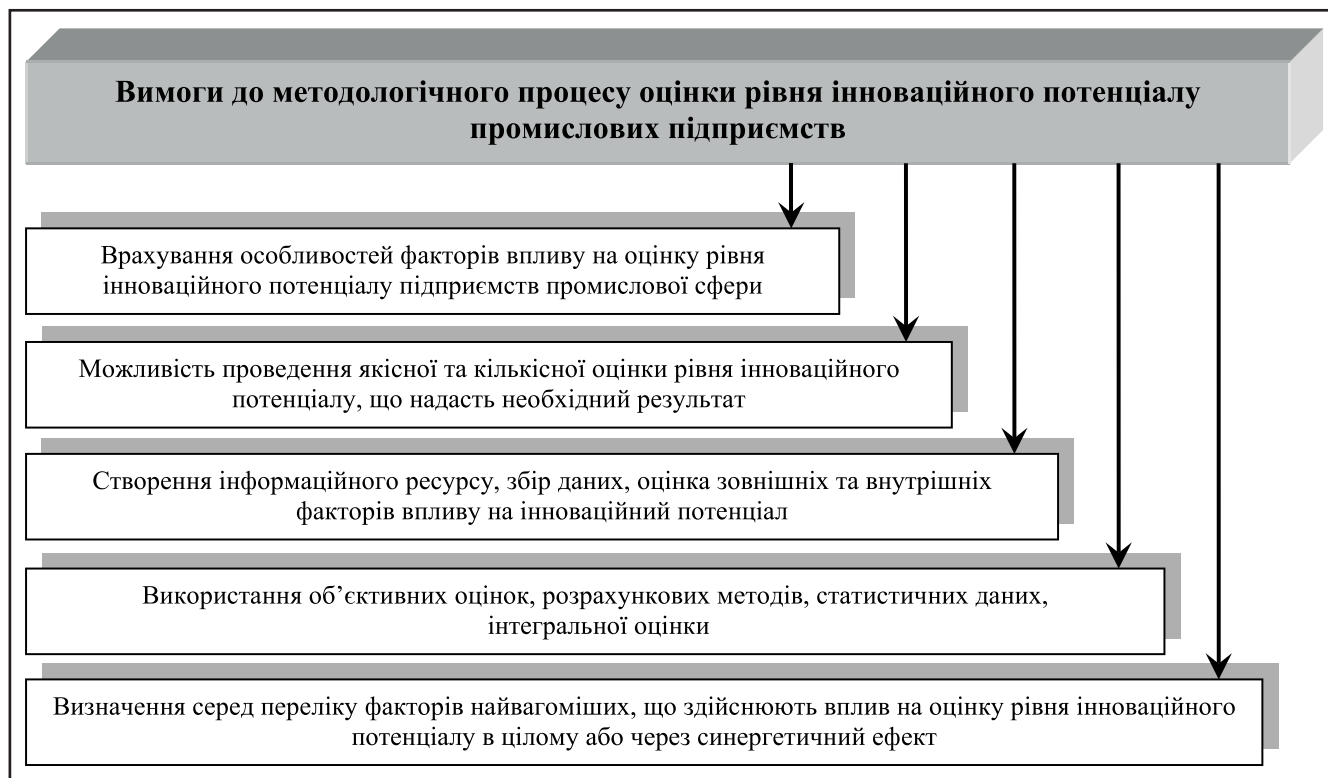 Вимоги до методологічного процесу оцінки рівня інноваційного потенціалу
промислових підприємств
Врахування особливостей факторів впливу на оцінку рівня
інноваційного потенціалу підприємств промислової сфери
Можливість проведення якісної та кількісної оцінки рівня інноваційного
потенціалу, що надасть необхідний результат
Створення інформаційного ресурсу, збір даних, оцінка зовнішніх та внутрішніх
факторів впливу на інноваційний потенціал
Використання об’єктивних оцінок, розрахункових методів, статистичних даних,
інтегральної оцінки
Визначення серед переліку факторів найвагоміших, що здійснюють вплив на оцінку рівня інноваційного
потенціалу в цілому або через синергетичний ефект